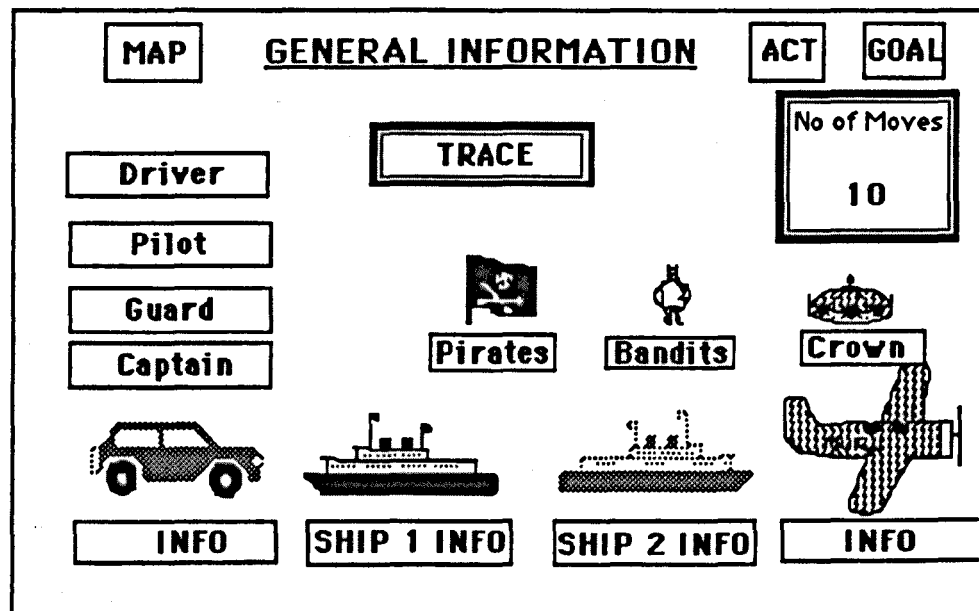 MAP
GENERAL INFORMATION
ACT
GOAL
No of Moves
10
TRACE
Driver
Pilot
Guard
Captain
Pirates
Bandits
Crown
INFO
SHIP 1 INFO
SHIP 2 INFO
INFO